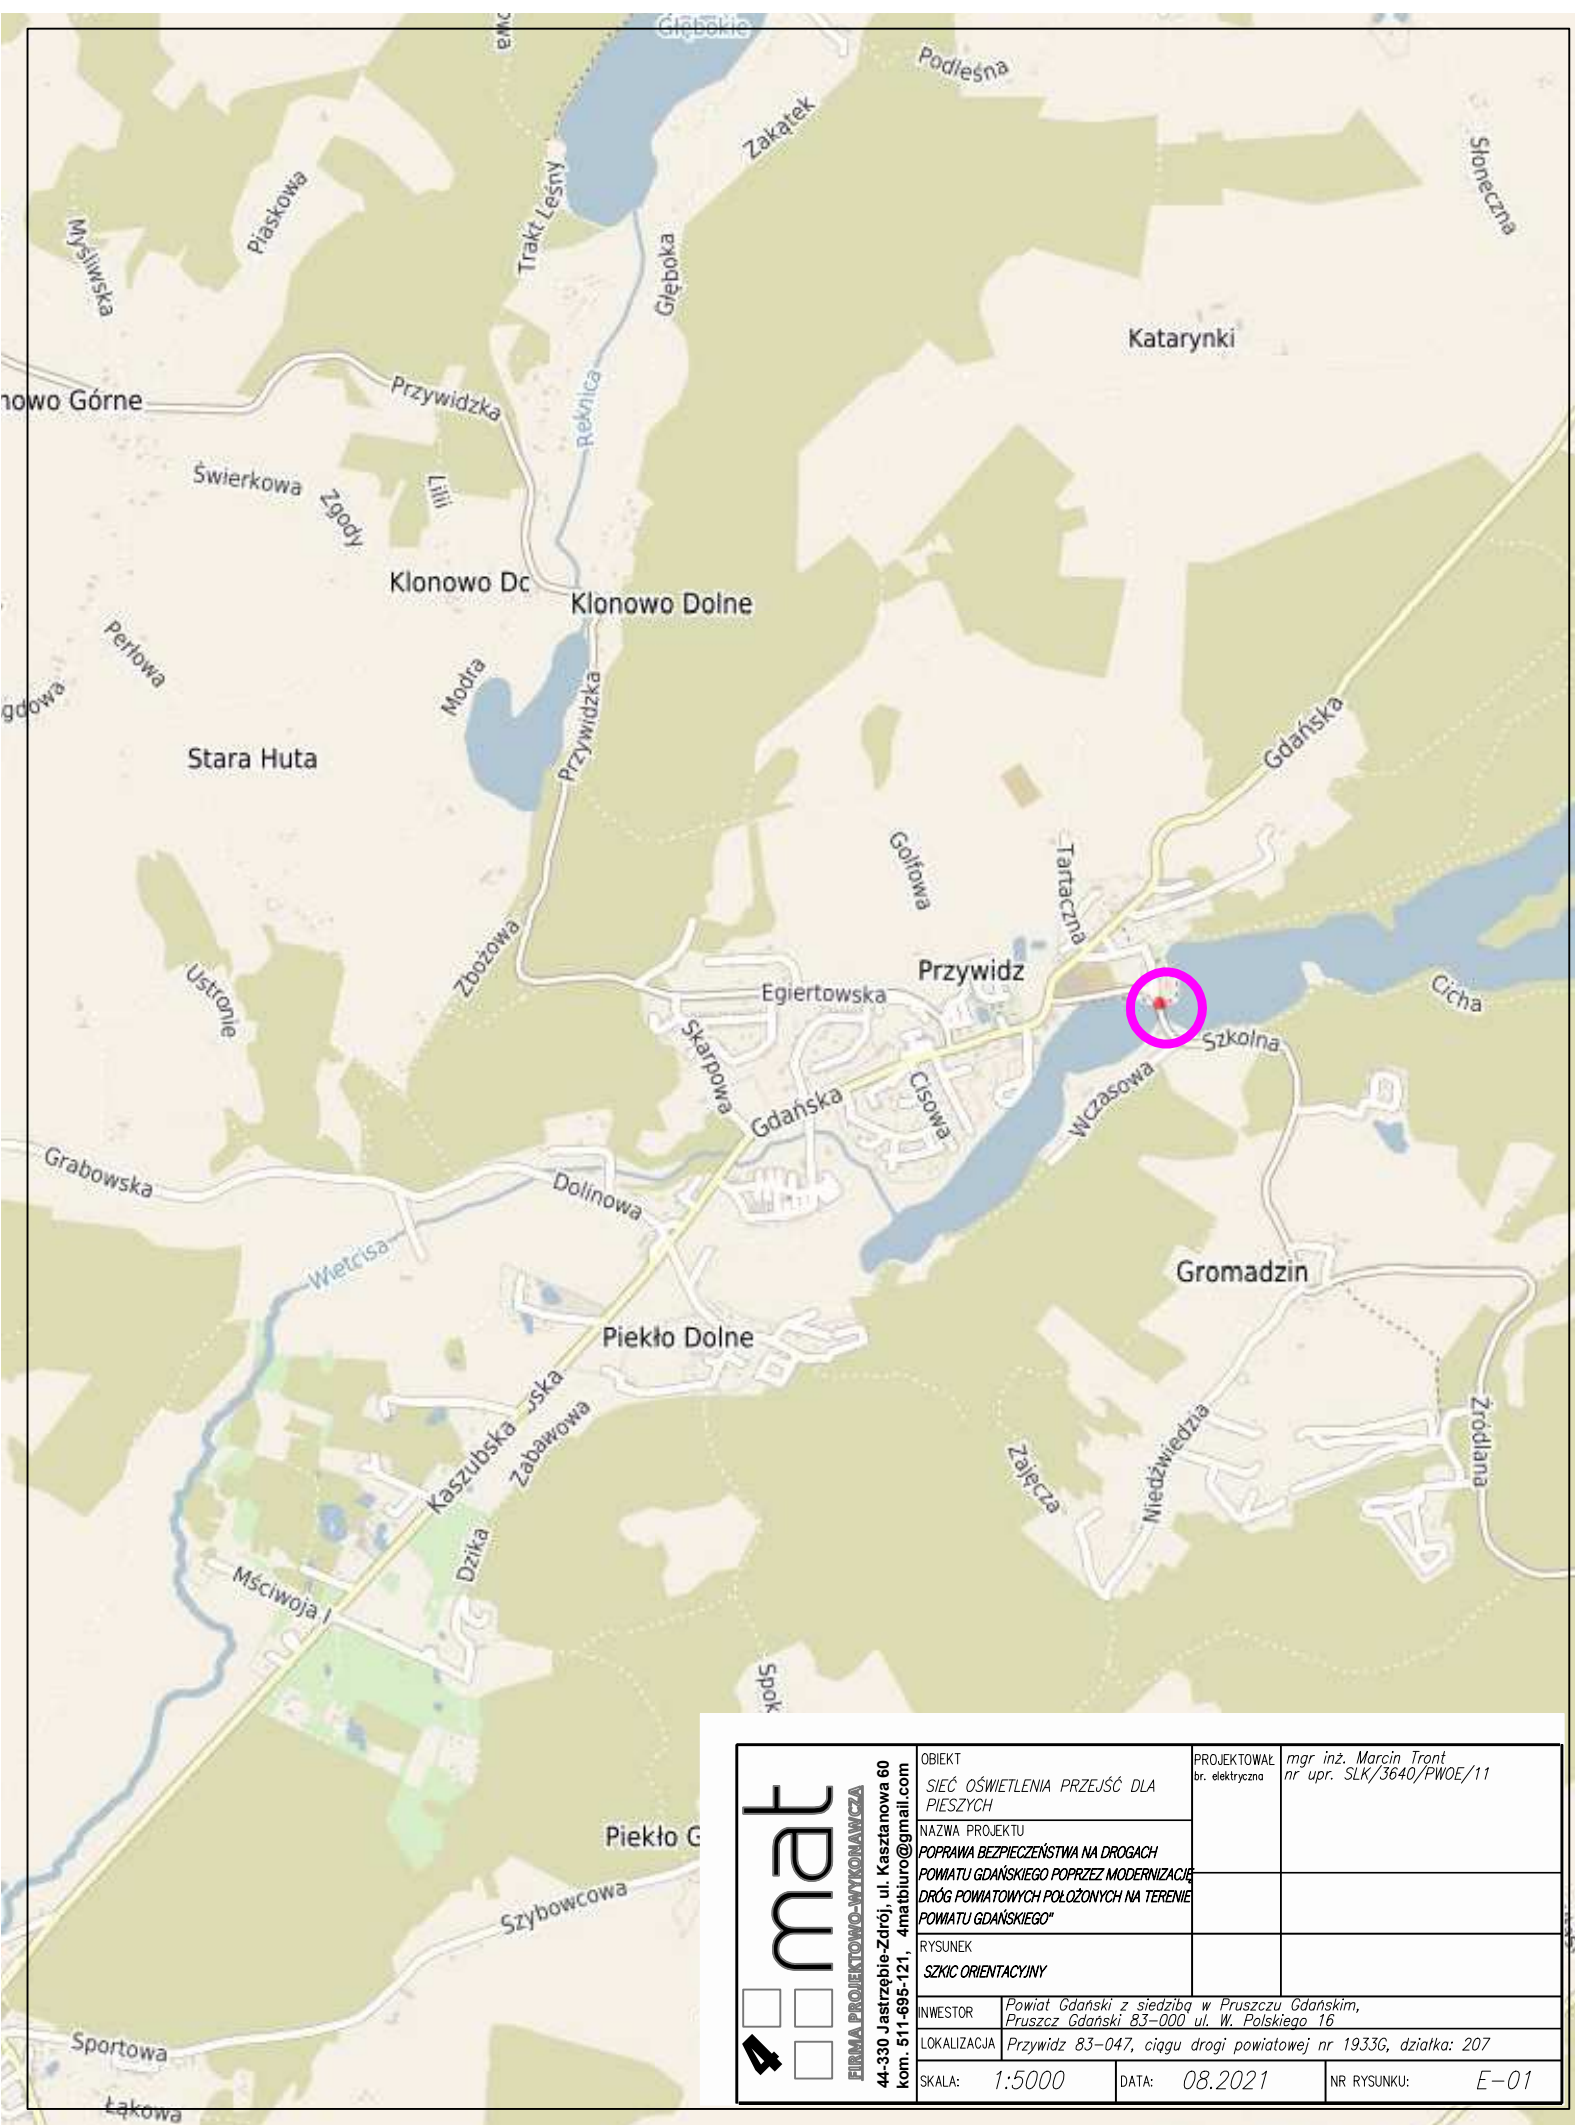 Głębokie
owa
Podleśna
Zakątek
Słoneczna
Trakt Leśny
Piaskowa
Myśliwska
Głęboka
Katarynki
Reknica
Przywidzka
nowo Górne
Świerkowa
Zgody
Lilii
Klonowo Do
Klonowo Dolne
Perłowa
Modra
Przywidzka
gdowa
Gdańska
Stara Huta
Golfowa
Tartaczna
Zbożowa
Ustronie
Przywidz
Egiertowska
Cicha
Skarpowa
Szkolna
Cisowa
Wczasowa
Gdańska
Grabowska
Dolinowa
Wietcisa
Gromadzin
Piekło Dolne
ska
Kaszubska
Zabawowa
Zajęcza
Niedźwiedzia
Źródlana
Dzika
Mściwoja I
Spok
Piekło G
Szybowcowa
Sportowa
Łąkowa
4mat
FIRMA PROJEKTOWO-WYKONAWCZA
44-330 Jastrzębie-Zdrój, ul. Kasztanowa 60
kom. 511-695-121, 4matbiuro@gmail.com
OBIEKT
SIEĆ OŚWIETLENIA PRZEJŚĆ DLA
PIESZYCH
PROJEKTOWAŁ
br. elektryczna
mgr inż. Marcin Tront
nr upr. SLK/3640/PWOE/11
NAZWA PROJEKTU
POPRAWA BEZPIECZEŃSTWA NA DROGACH
POWIATU GDAŃSKIEGO POPRZEZ MODERNIZACJĘ
DRÓG POWIATOWYCH POŁOŻONYCH NA TERENIE
POWIATU GDAŃSKIEGO"
RYSUNEK
SZKIC ORIENTACYJNY
INWESTOR
Powiat Gdański z siedzibą w Pruszczu Gdańskim,
Pruszcz Gdański 83-000 ul. W. Polskiego 16
LOKALIZACJA
Przywidz 83-047, ciągu drogi powiatowej nr 1933G, działka: 207
SKALA: 1:5000
DATA: 08.2021
NR RYSUNKU: E-01